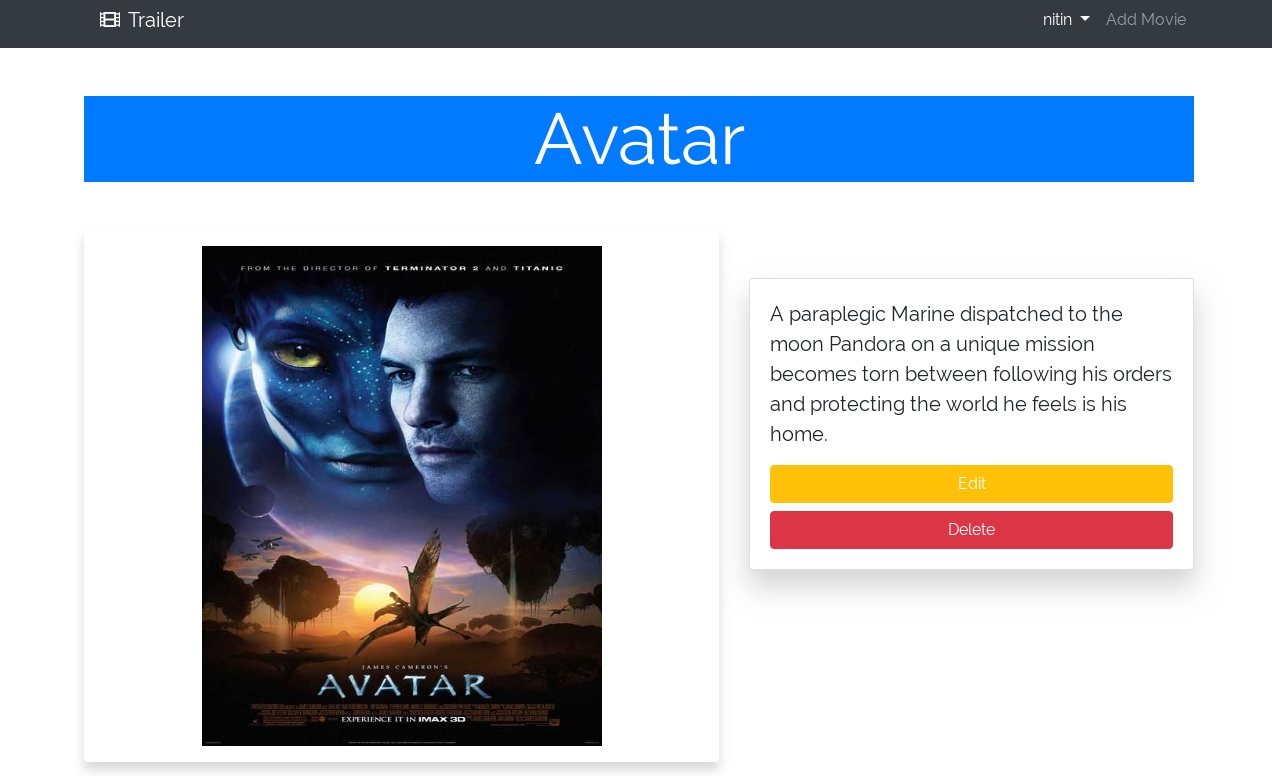 Trailer
nitin
Add Movie
Avatar
FROM THE DIRECTOR OF TERMINATOR 2 AND TITANIC
A paraplegic Marine dispatched to the
moon Pandora on a unique mission
becomes torn between following his orders
and protecting the world he feels is his
home.
Edit
Delete
JAMES CAMERON'S
AVATAR
EXPERIENCE IT IN IMAX 3D